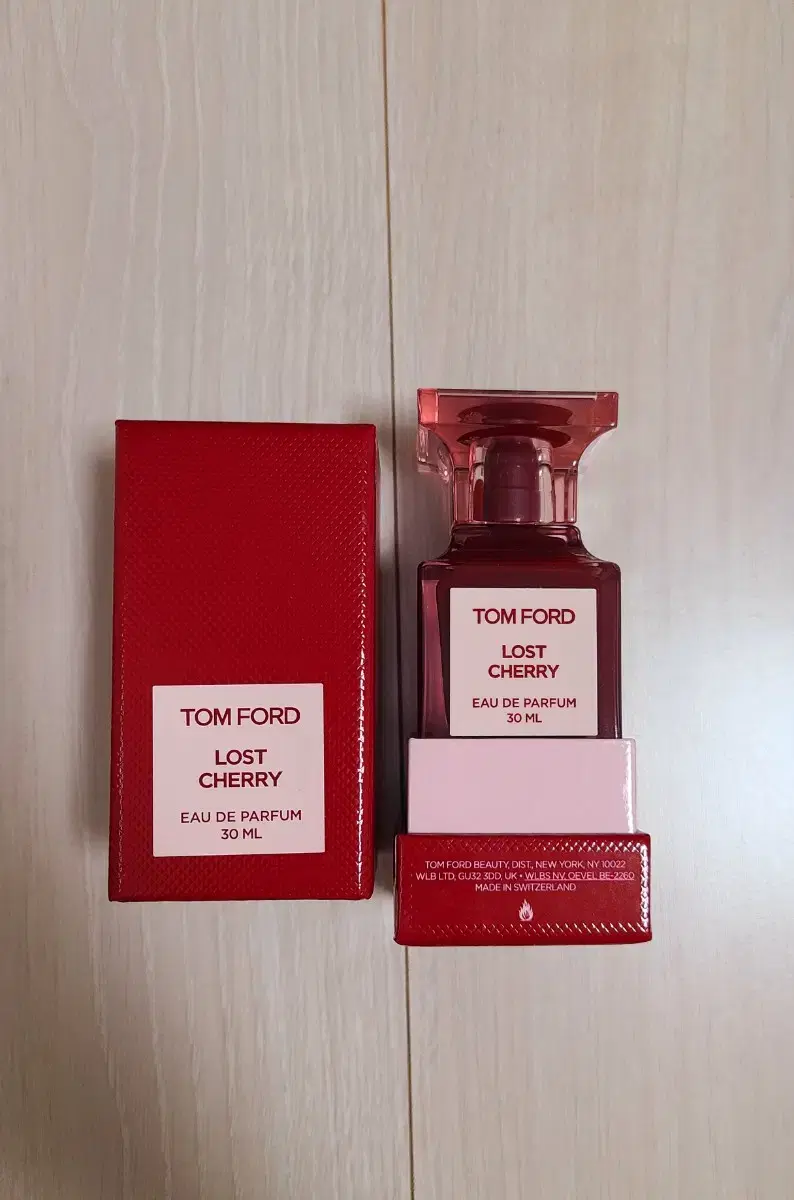 TOM FORD
LOST
CHERRY
EAU DE PARFUM
30 ML
TOM FORD
LOST
CHERRY
EAU DE PARFUM
30 ML
TOM FORD BEAUTY, DIST, NEW YORK, NY 10022
WLB LTD, GU32 3DD, UK • WLBS NV. OEVEL BE-2260
MADE IN SWITZERLAND